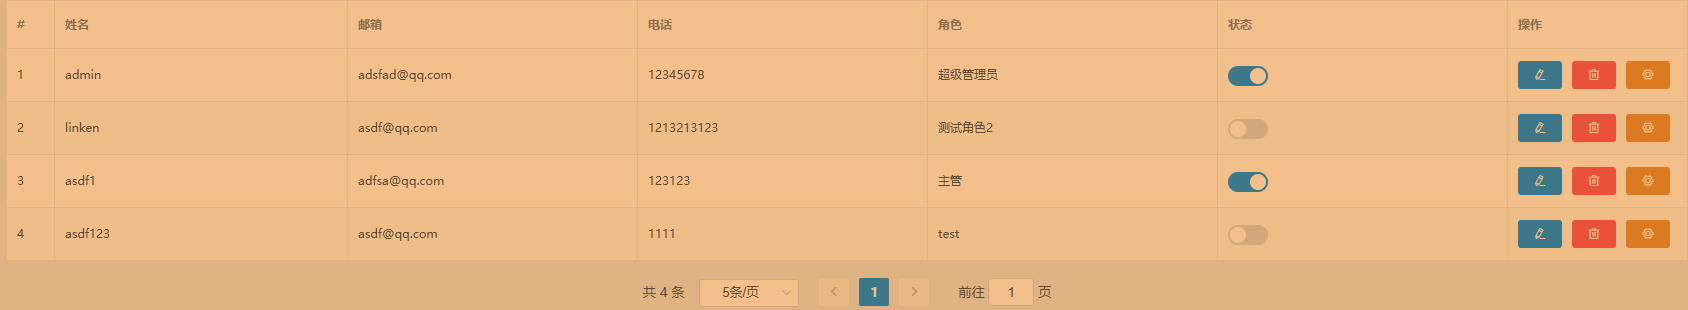 # 姓名 邮箱 电话 角色 状态 操作
1 admin adsfad@qq.com 12345678 超级管理员
2 linken asdf@qq.com 1213213123 测试角色2
3 asdf1 adfsa@qq.com 123123 主管
4 asdf123 asdf@qq.com 1111 test
共 4 条 5条/页 1 前往 1 页